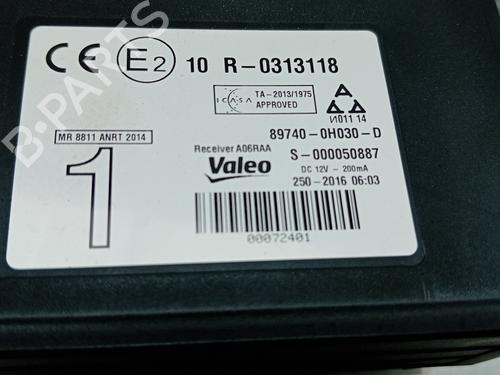 CE E2 10 R-0313118
ICASA TA-2013/1975
APPROVED
И011 14
89740-0H030-D
MR 8811 ANRT 2014
1
Receiver A06RAA
Valeo
S-000050887
DC 12V - 200mA
250-2016 06:03
00072401
B-PARTS